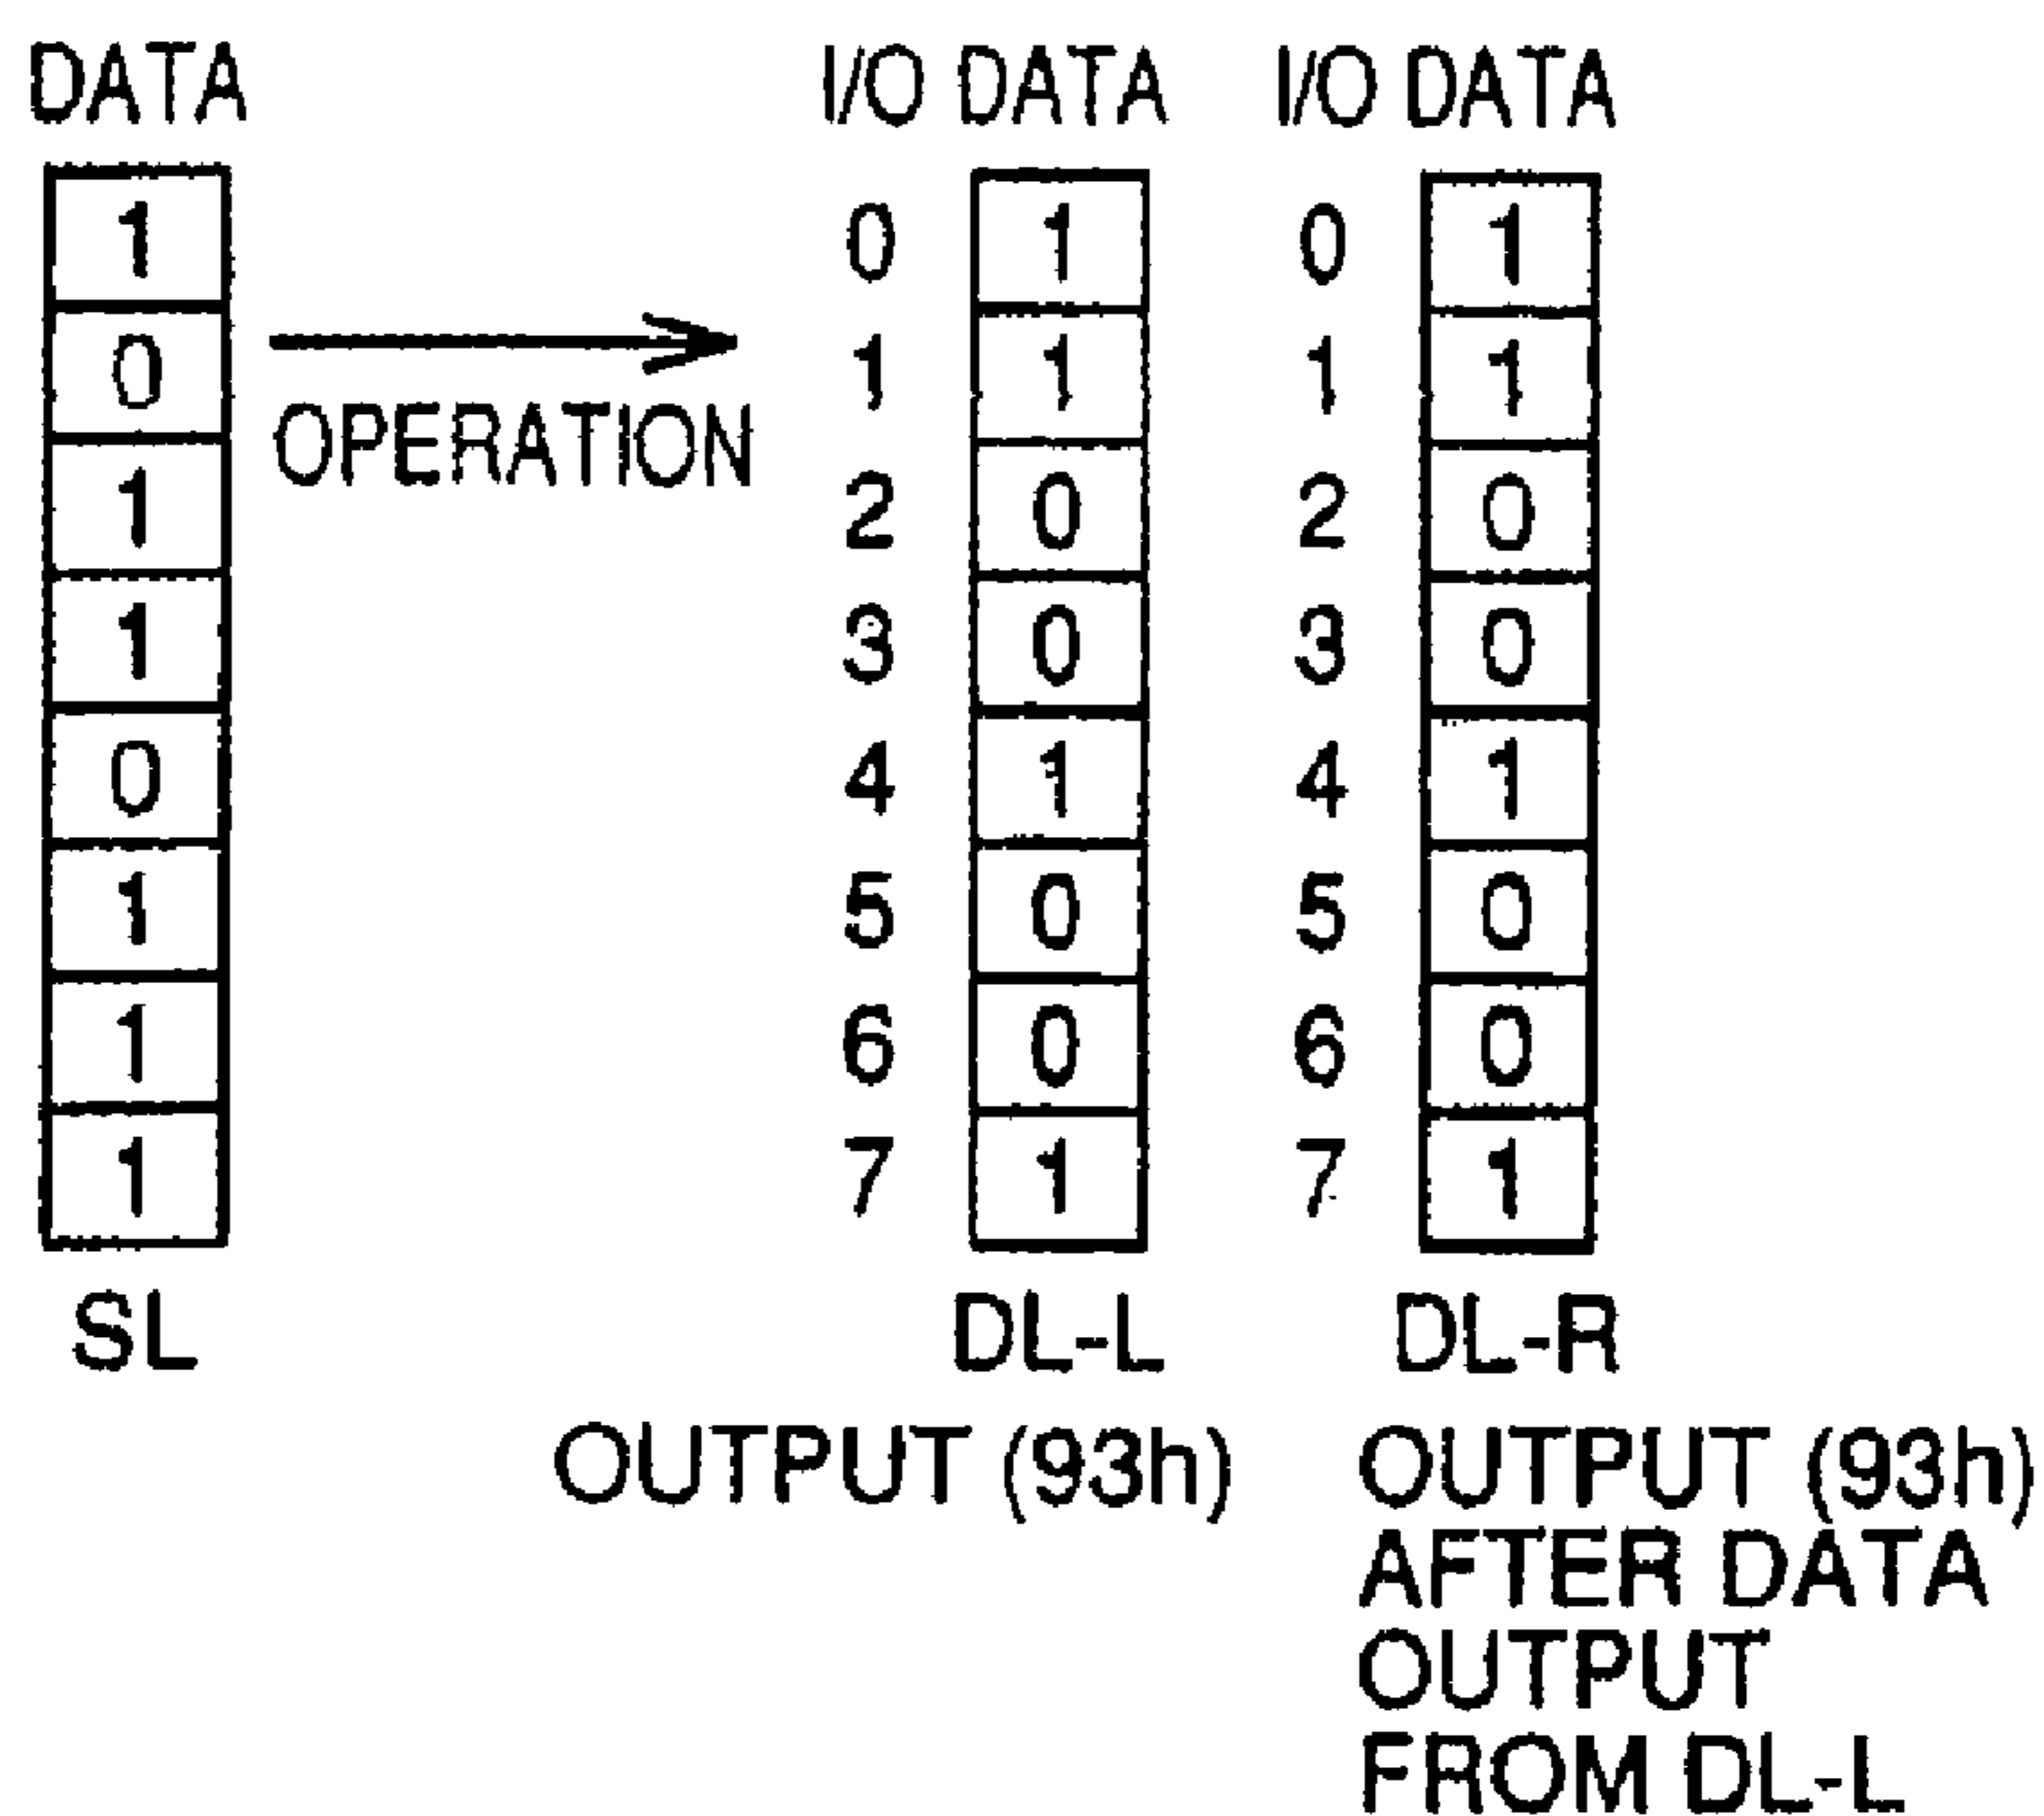 DATA I/O DATA I/O DATA
1 0 1 0 1
0 1 1 1 1
OPERATION
1 2 0 2 0
1 3 0 3 0
0 4 1 4 1
1 5 0 5 0
1 6 0 6 0
1 7 1 7 1
SL DL-L DL-R
OUTPUT (93h) OUTPUT (93h)
AFTER DATA
OUTPUT
FROM DL-L